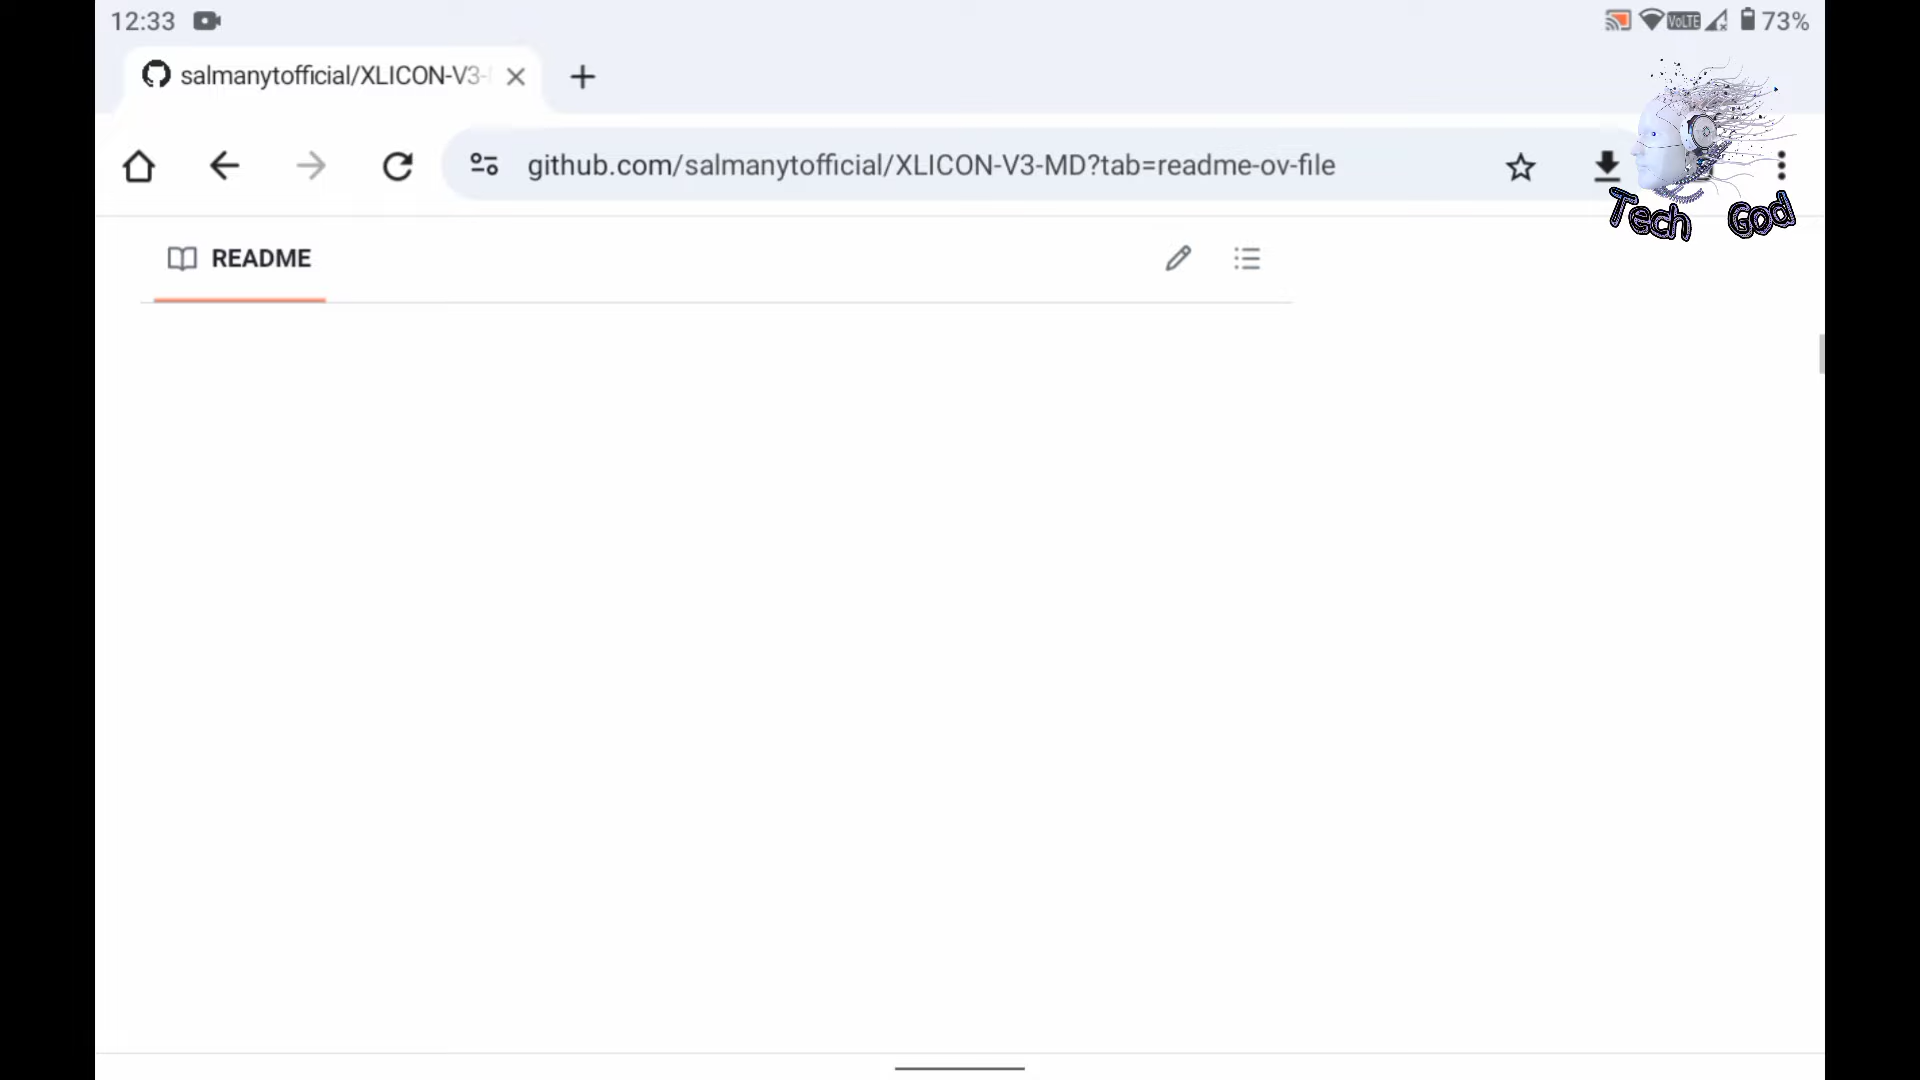 12:33
VoLTE
73%
salmanytofficial/XLICON-V3-
github.com/salmanytofficial/XLICON-V3-MD?tab=readme-ov-file
Tech God
README